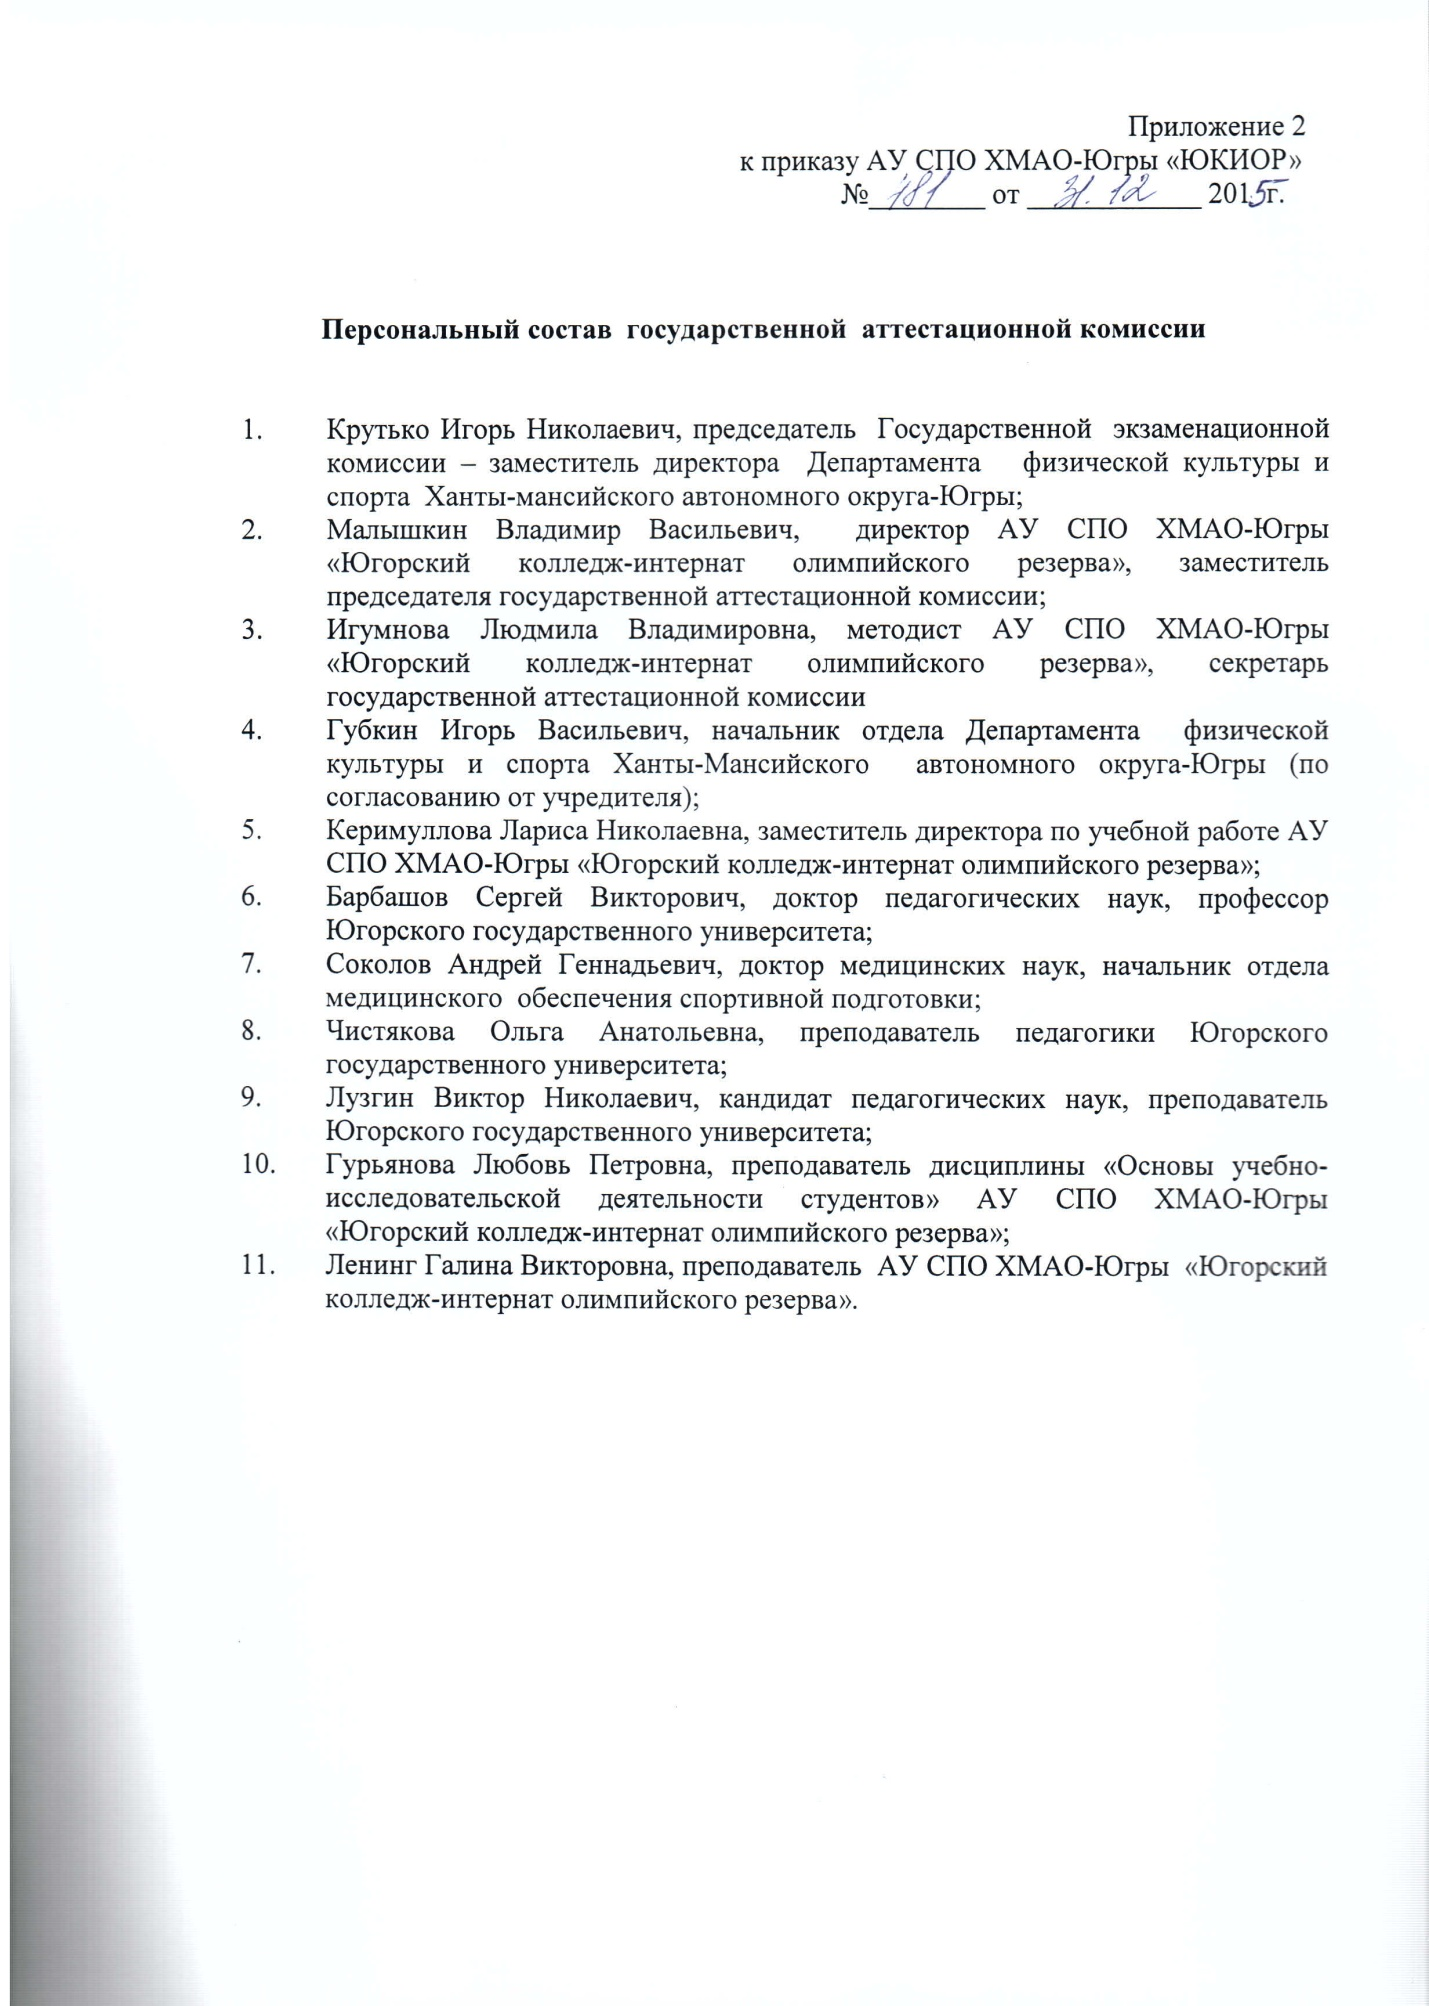 Приложение 2
к приказу АУ СПО ХМАО-Югры «ЮКИОР»
№ 181 от 31.12 2015г.
Персональный состав государственной аттестационной комиссии
1. Крутько Игорь Николаевич, председатель Государственной экзаменационной
комиссии – заместитель директора Департамента физической культуры и
спорта Ханты-мансийского автономного округа-Югры;
2. Малышкин Владимир Васильевич, директор АУ СПО ХМАО-Югры
«Югорский колледж-интернат олимпийского резерва», заместитель
председателя государственной аттестационной комиссии;
3. Игумнова Людмила Владимировна, методист АУ СПО ХМАО-Югры
«Югорский колледж-интернат олимпийского резерва», секретарь
государственной аттестационной комиссии
4. Губкин Игорь Васильевич, начальник отдела Департамента физической
культуры и спорта Ханты-Мансийского автономного округа-Югры (по
согласованию от учредителя);
5. Керимуллова Лариса Николаевна, заместитель директора по учебной работе АУ
СПО ХМАО-Югры «Югорский колледж-интернат олимпийского резерва»;
6. Барбашов Сергей Викторович, доктор педагогических наук, профессор
Югорского государственного университета;
7. Соколов Андрей Геннадьевич, доктор медицинских наук, начальник отдела
медицинского обеспечения спортивной подготовки;
8. Чистякова Ольга Анатольевна, преподаватель педагогики Югорского
государственного университета;
9. Лузгин Виктор Николаевич, кандидат педагогических наук, преподаватель
Югорского государственного университета;
10. Гурьянова Любовь Петровна, преподаватель дисциплины «Основы учебно-
исследовательской деятельности студентов» АУ СПО ХМАО-Югры
«Югорский колледж-интернат олимпийского резерва»;
11. Ленинг Галина Викторовна, преподаватель АУ СПО ХМАО-Югры «Югорский
колледж-интернат олимпийского резерва».